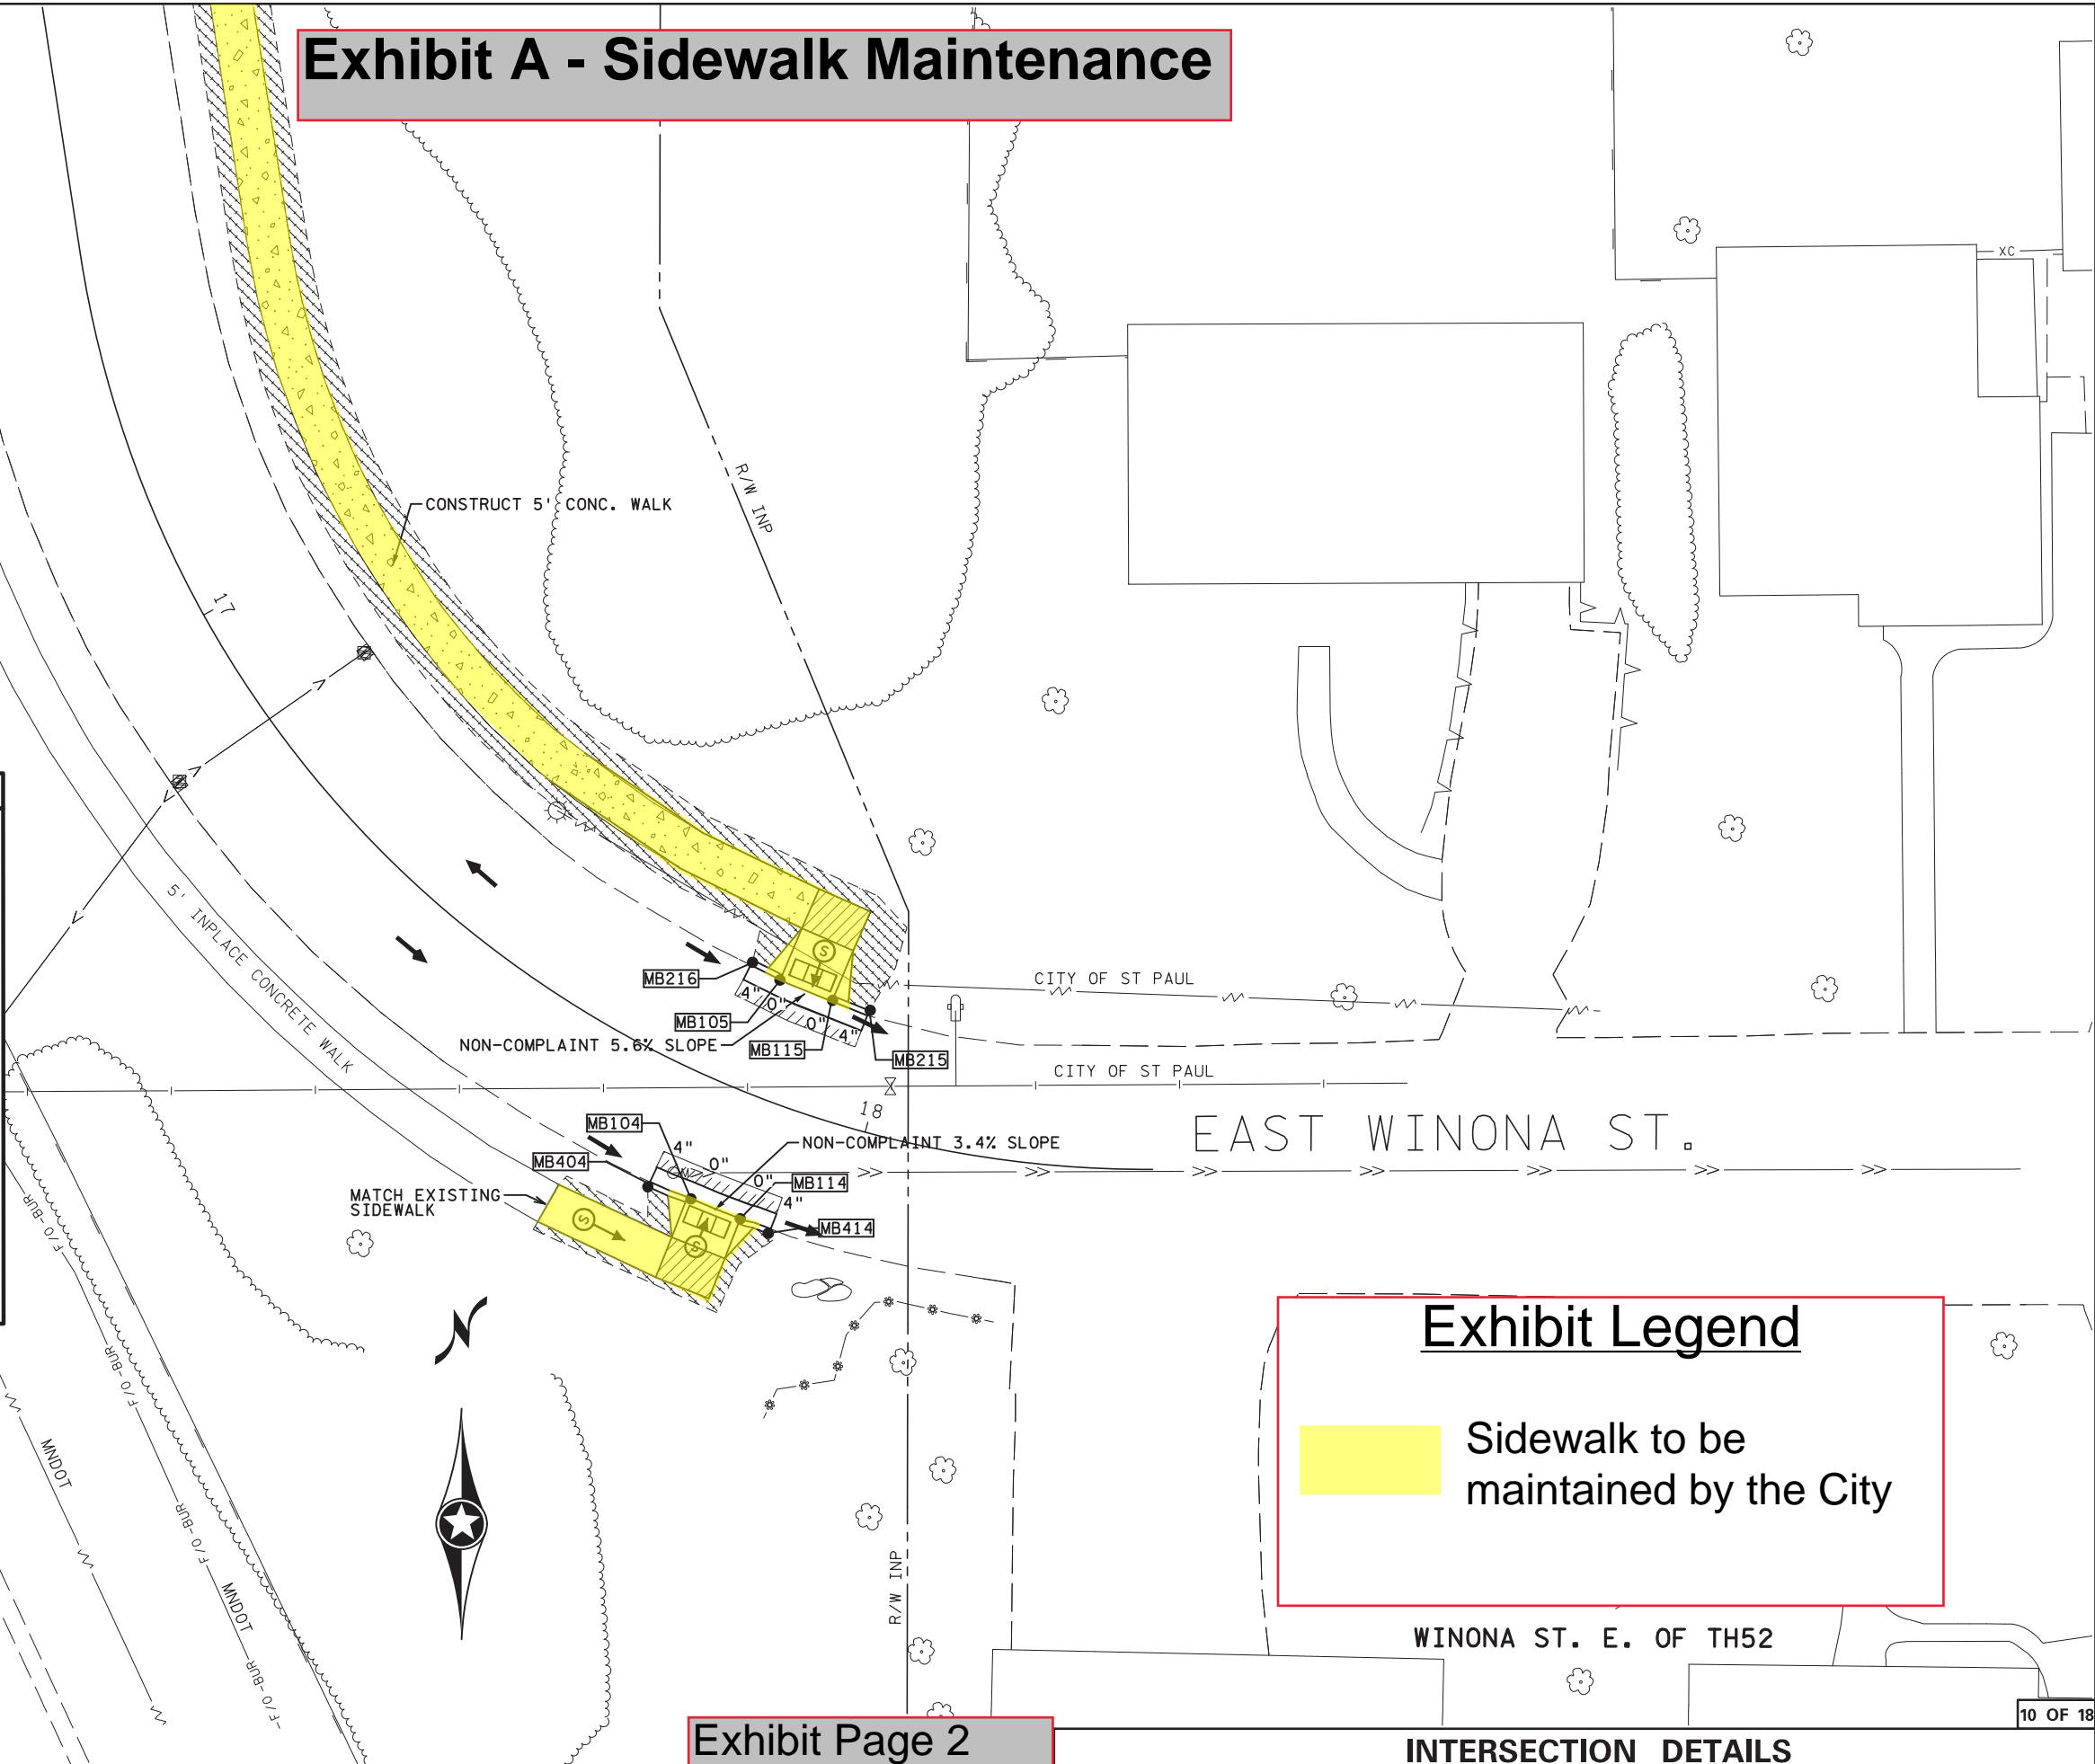 Exhibit A - Sidewalk Maintenance
XC
R/W INP
CONSTRUCT 5' CONC. WALK
17
5' INPLACE CONCRETE WALK
S
MB216
4"
0"
0"
4"
MB105
NON-COMPLAINT 5.6% SLOPE
MB115
MB215
CITY OF ST PAUL
CITY OF ST PAUL
18
EAST WINONA ST.
MB104
4"
0"
NON-COMPLAINT 3.4% SLOPE
MB404
0"
MB114
4"
MATCH EXISTING
SIDEWALK
S
S
MB414
F/O-BUR
F/O-BUR
F/O-BUR
F/O-BUR
F/O-BUR
F/O-BUR
MNDOT
MNDOT
N
R/W INP
Exhibit Legend
Sidewalk to be
maintained by the City
WINONA ST. E. OF TH52
10 OF 18
Exhibit Page 2
INTERSECTION DETAILS